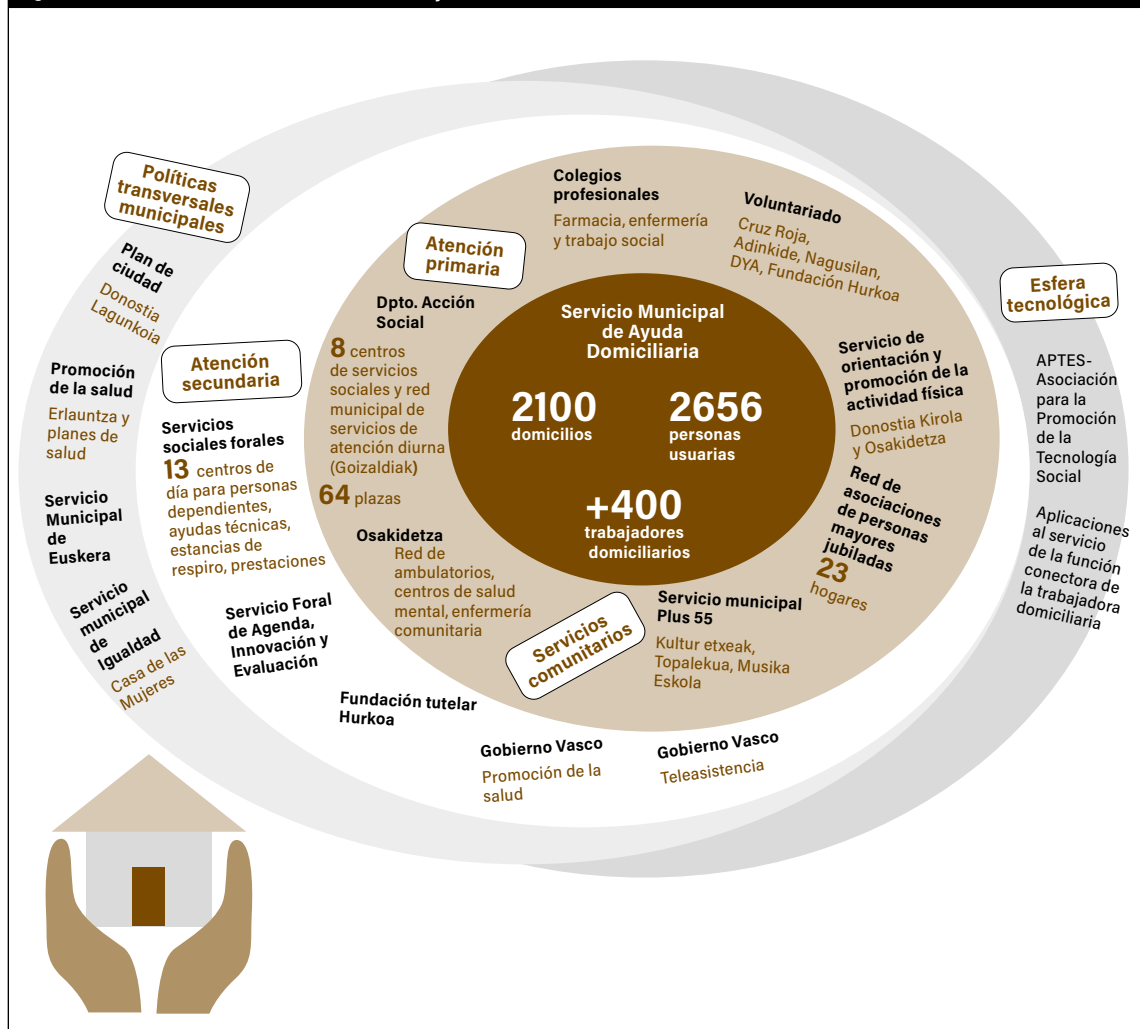 Políticas
transversales
municipales
Plan de
ciudad
Donostia
Lagunkoia
Promoción
de la salud
Erlauntza y
planes de
salud
Servicio
Municipal
de
Euskera
Servicio
municipal
de
Igualdad
Casa de las
Mujeres
Atención
secundaria
Servicios
sociales forales
13 centros de
día para personas
dependientes,
ayudas técnicas,
estancias de
respiro, prestaciones
Servicio Foral
de Agenda,
Innovación y
Evaluación
Fundación tutelar
Hurkoa
Gobierno Vasco
Promoción de la
salud
Gobierno Vasco
Teleasistencia
Atención
primaria
Dpto. Acción
Social
8 centros
de servicios
sociales y red
municipal de
servicios de
atención diurna
(Goizaldiak)
64 plazas
Osakidetza
Red de
ambulatorios,
centros de salud
mental, enfermería
comunitaria
Colegios
profesionales
Farmacia, enfermería
y trabajo social
Voluntariado
Cruz Roja,
Adinkide, Nagusilan,
DYA, Fundación Hurkoa
Servicio de
orientación y
promoción de la
actividad física
Donostia Kirola
y Osakidetza
Red de
asociaciones
de personas
mayores
jubiladas
23
hogares
Servicios
comunitarios
Servicio municipal
Plus 55
Kultur etxeak,
Topalekua, Musika
Eskola
Servicio Municipal
de Ayuda
Domiciliaria
2100
domicilios
2656
personas
usuarias
+400
trabajadores
domiciliarios
Esfera
tecnológica
APTES-
Asociación
para la
Promoción
de la
Tecnología
Social
Aplicaciones
al servicio
de la función
conectora de
la trabajadora
domiciliaria